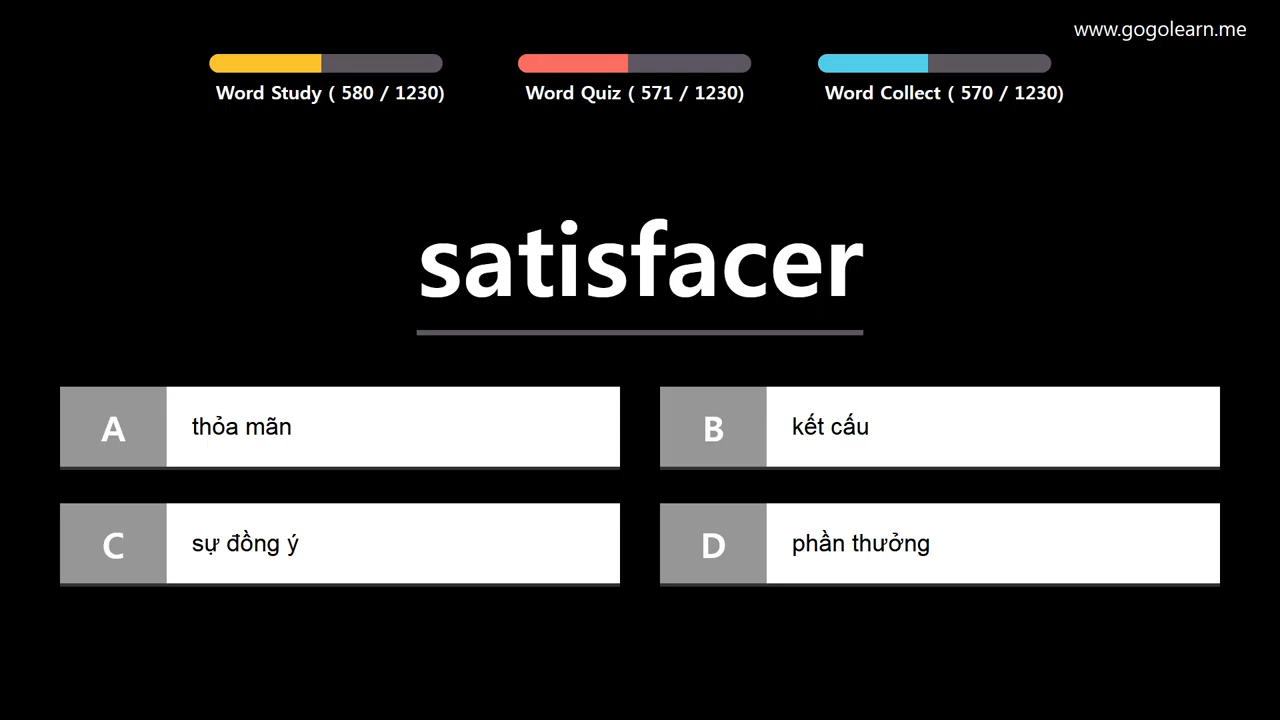 www.gogolearn.me
Word Study ( 580 / 1230)
Word Quiz ( 571 / 1230)
Word Collect ( 570 / 1230)
satisfacer
A thỏa mãn
B kết cấu
C sự đồng ý
D phần thưởng